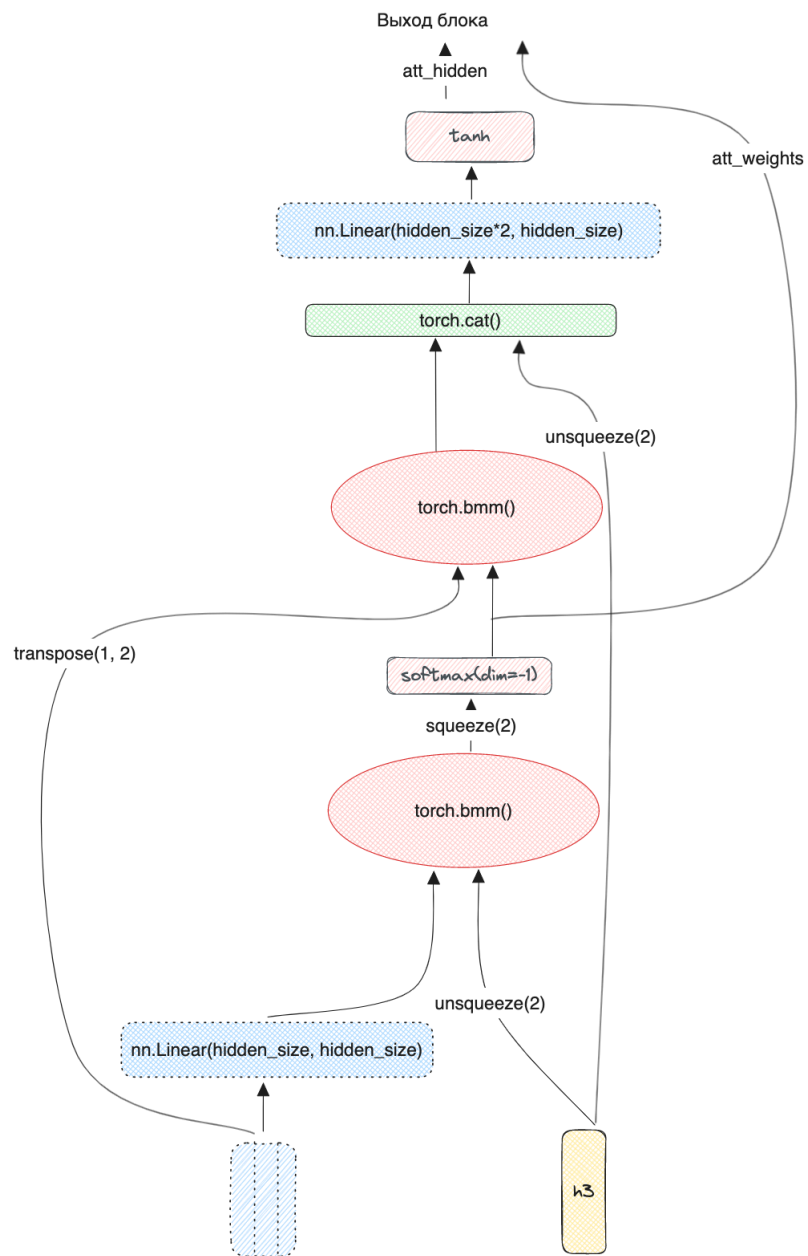 Выход блока
att_hidden
tanh
att_weights
nn.Linear(hidden_size*2, hidden_size)
torch.cat()
unsqueeze(2)
torch.bmm()
transpose(1, 2)
softmax(dim=-1)
squeeze(2)
torch.bmm()
unsqueeze(2)
nn.Linear(hidden_size, hidden_size)
h3